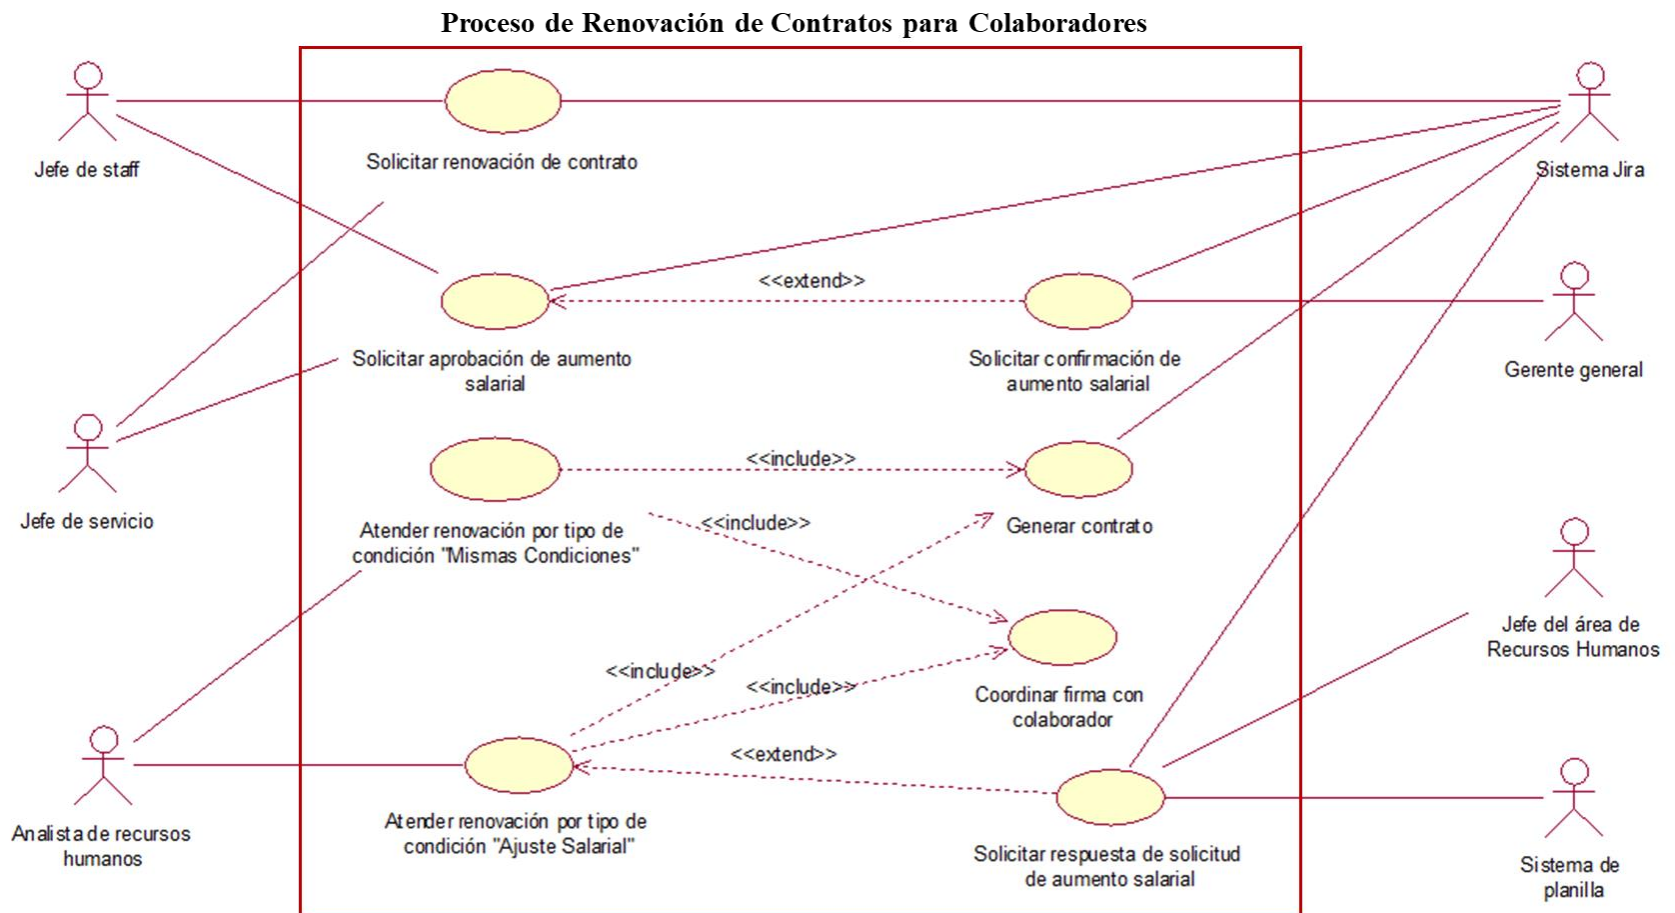 Proceso de Renovación de Contratos para Colaboradores
Jefe de staff
Solicitar renovación de contrato
Sistema Jira
<<extend>>
Solicitar aprobación de aumento
salarial
Solicitar confirmación de
aumento salarial
Gerente general
Jefe de servicio
<<include>>
Atender renovación por tipo de
condición "Mismas Condiciones"
<<include>>
Generar contrato
Jefe del área de
Recursos Humanos
<<include>>
<<include>>
Coordinar firma con
colaborador
<<extend>>
Analista de recursos
humanos
Atender renovación por tipo de
condición "Ajuste Salarial"
Solicitar respuesta de solicitud
de aumento salarial
Sistema de
planilla